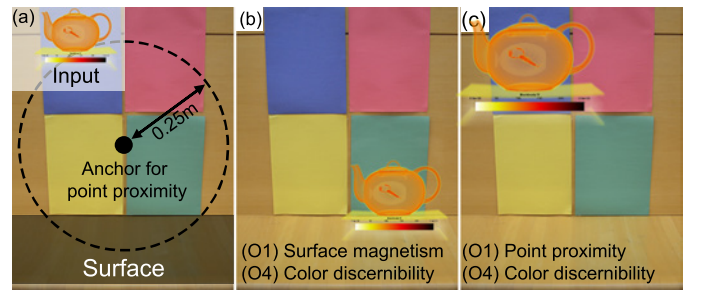 (a)
Input
0.25m
Anchor for
point proximity
Surface
(b)
(O1) Surface magnetism
(O4) Color discernibility
(c)
(O1) Point proximity
(O4) Color discernibility